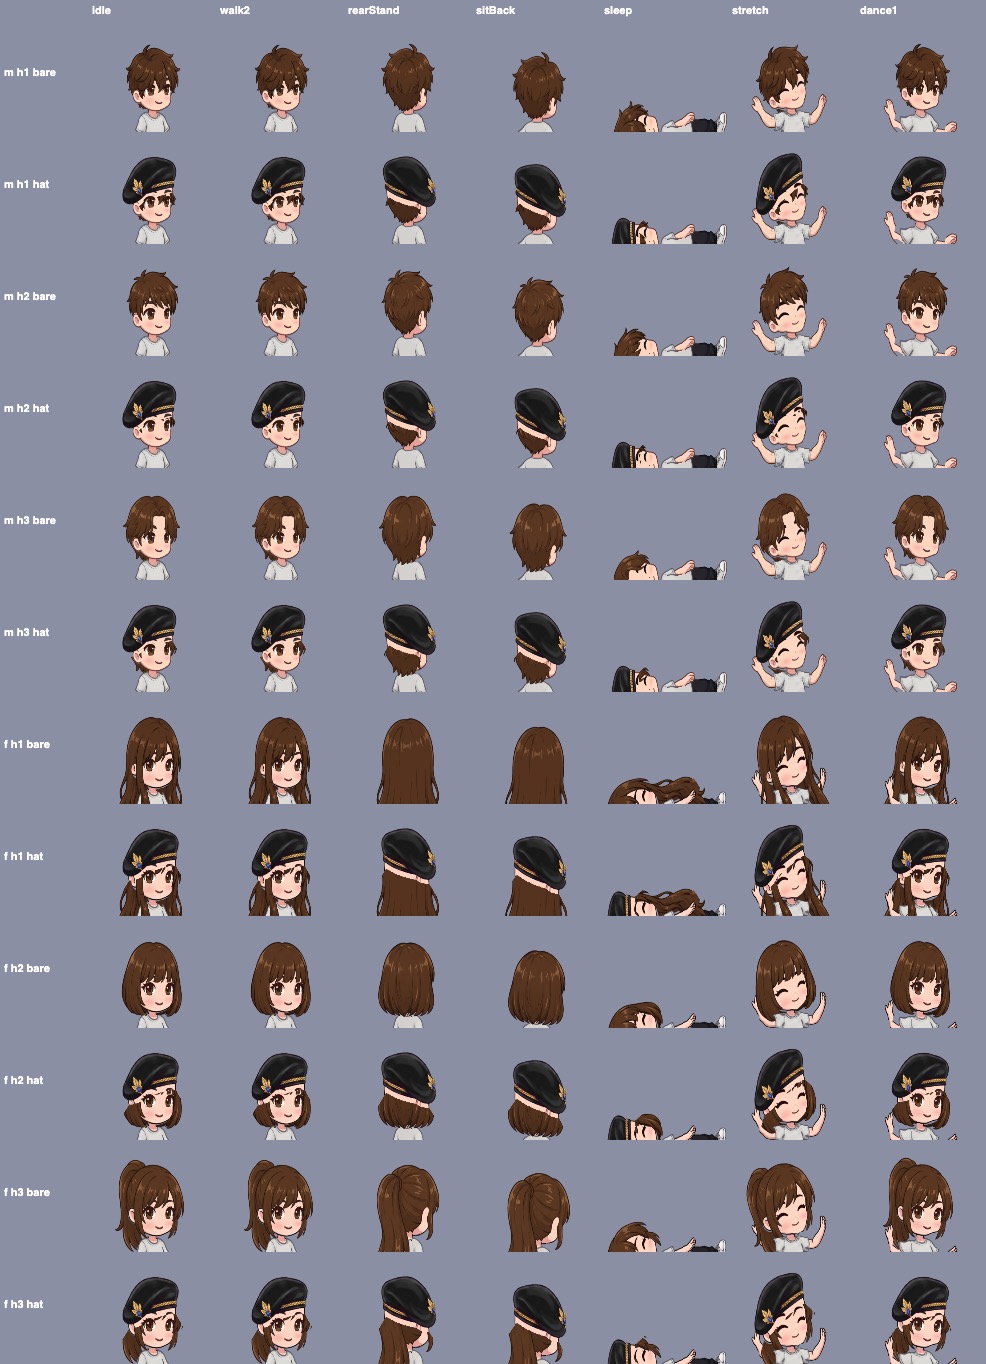 idle walk2 rearStand sitBack sleep stretch dance1
m h1 bare
m h1 hat
m h2 bare
m h2 hat
m h3 bare
m h3 hat
f h1 bare
f h1 hat
f h2 bare
f h2 hat
f h3 bare
f h3 hat